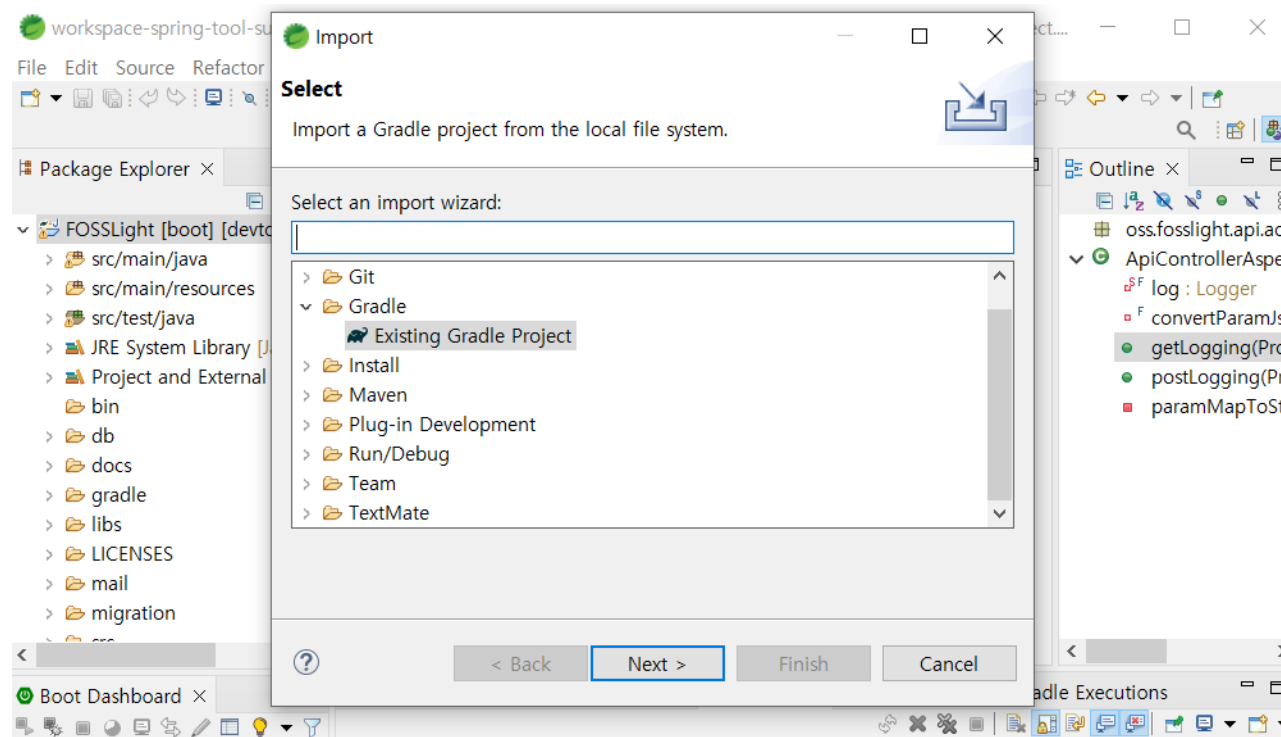 workspace-spring-tool-su
ct....
File Edit Source Refactor
Package Explorer
FOSSLight [boot] [devto
src/main/java
src/main/resources
src/test/java
JRE System Library [J
Project and External
bin
db
docs
gradle
libs
LICENSES
mail
migration
src
Boot Dashboard
Import
Select
Import a Gradle project from the local file system.
Select an import wizard:
Git
Gradle
Existing Gradle Project
Install
Maven
Plug-in Development
Run/Debug
Team
TextMate
< Back Next > Finish Cancel
Outline
oss.fosslight.api.ac
ApiControllerAspe
log : Logger
convertParamJs
getLogging(Pro
postLogging(Pr
paramMapToSt
adle Executions